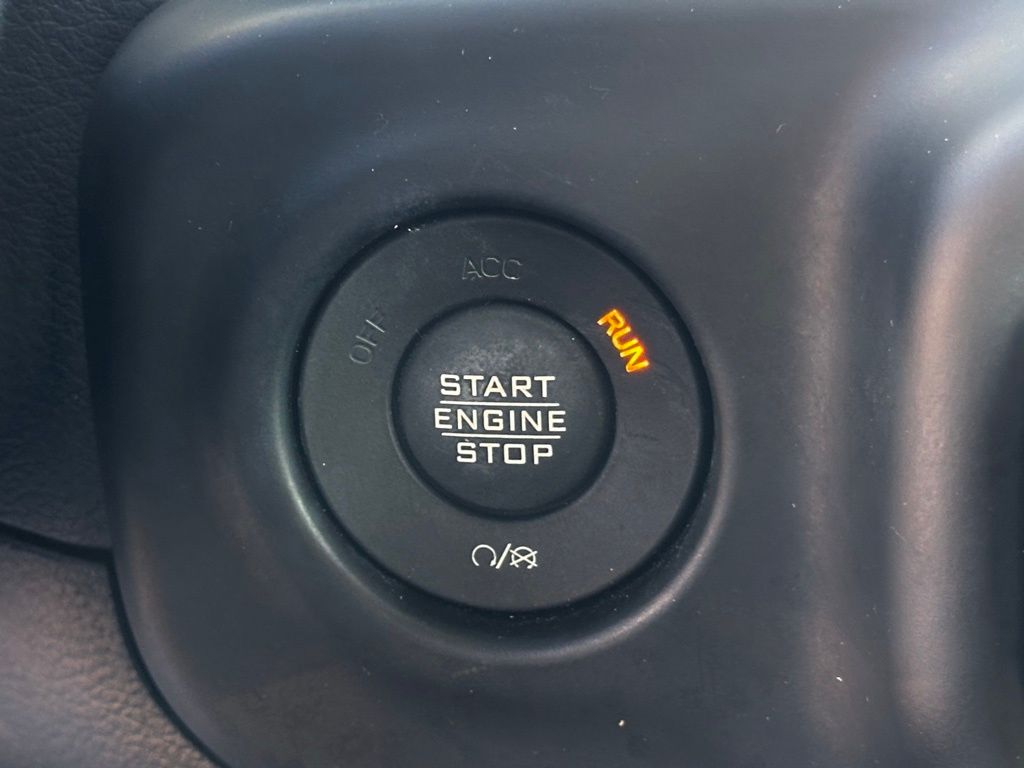 ACC
OFF
RUN
START
ENGINE
STOP